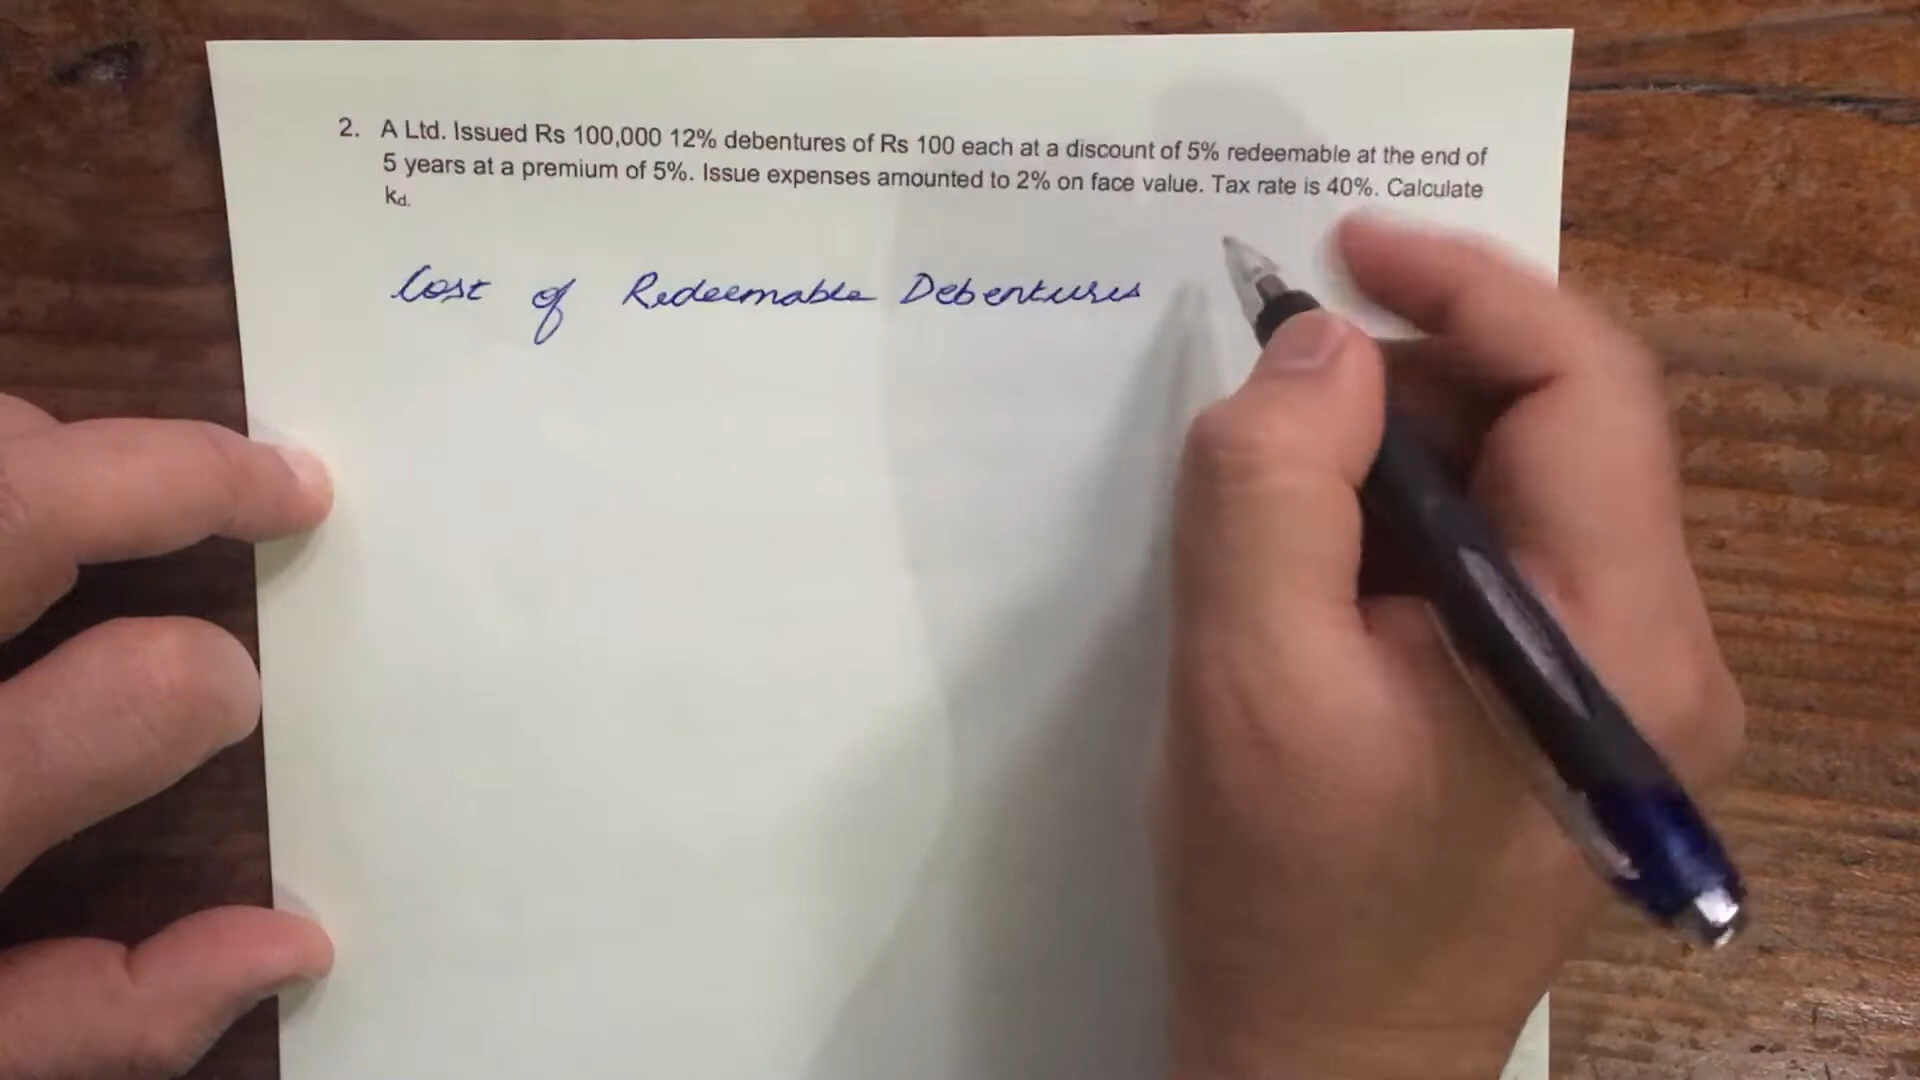 2. A Ltd. Issued Rs 100,000 12% debentures of Rs 100 each at a discount of 5% redeemable at the end of
5 years at a premium of 5%. Issue expenses amounted to 2% on face value. Tax rate is 40%. Calculate
kd.
Cost of Redeemable Debentures